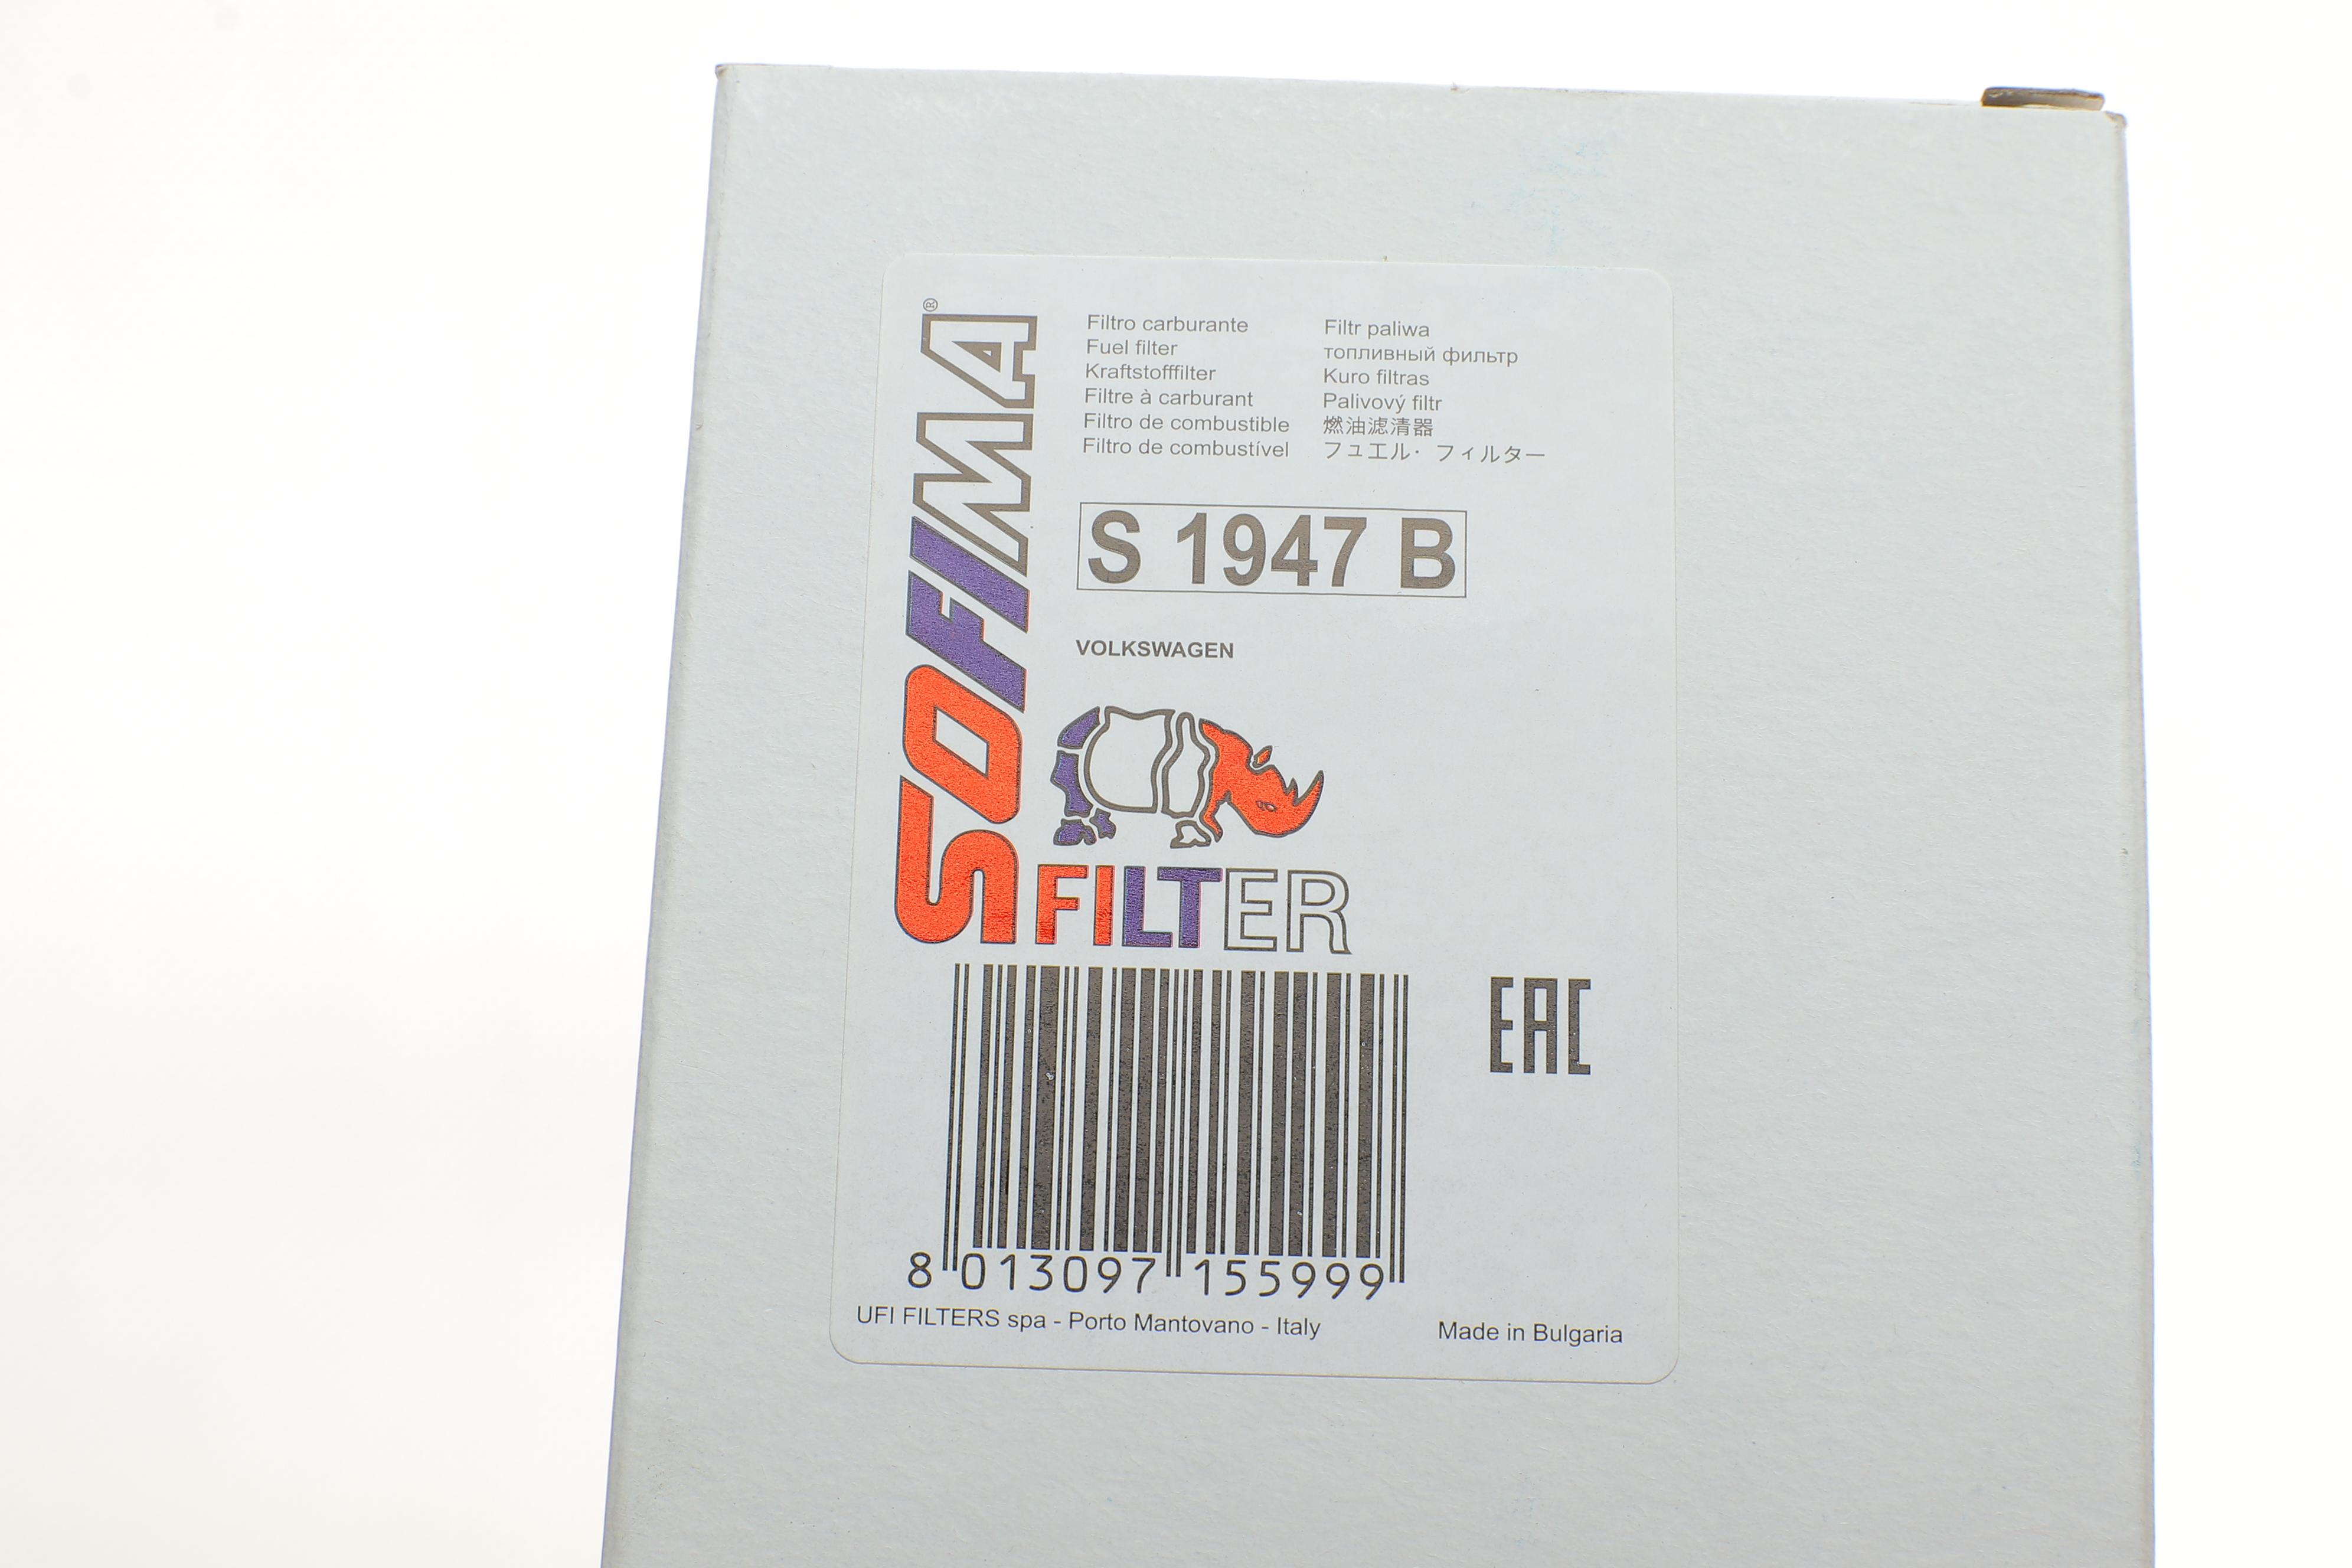 SOFIMA®
Filtro carburante
Fuel filter
Kraftstofffilter
Filtre à carburant
Filtro de combustible
Filtro de combustível
Filtr paliwa
топливный фильтр
Kuro filtras
Palivový filtr
燃油滤清器
フュエル· フィルター
S 1947 B
VOLKSWAGEN
FILTER
EAC
8 013097 155999
UFI FILTERS spa - Porto Mantovano - Italy
Made in Bulgaria